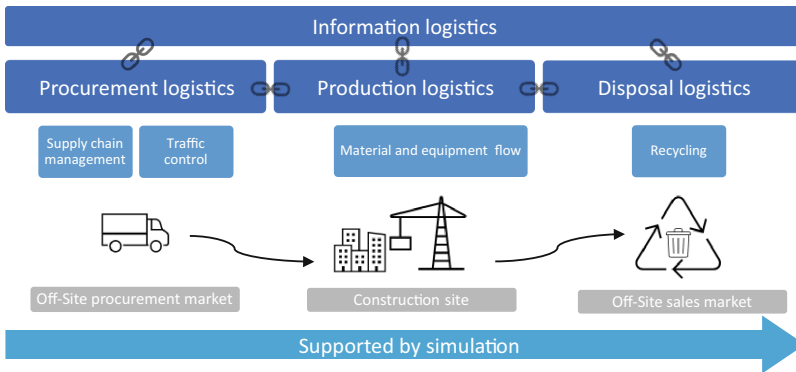 Information logistics
Procurement logistics
Production logistics
Disposal logistics
Supply chain
management
Traffic
control
Material and equipment flow
Recycling
Off-Site procurement market
Construction site
Off-Site sales market
Supported by simulation